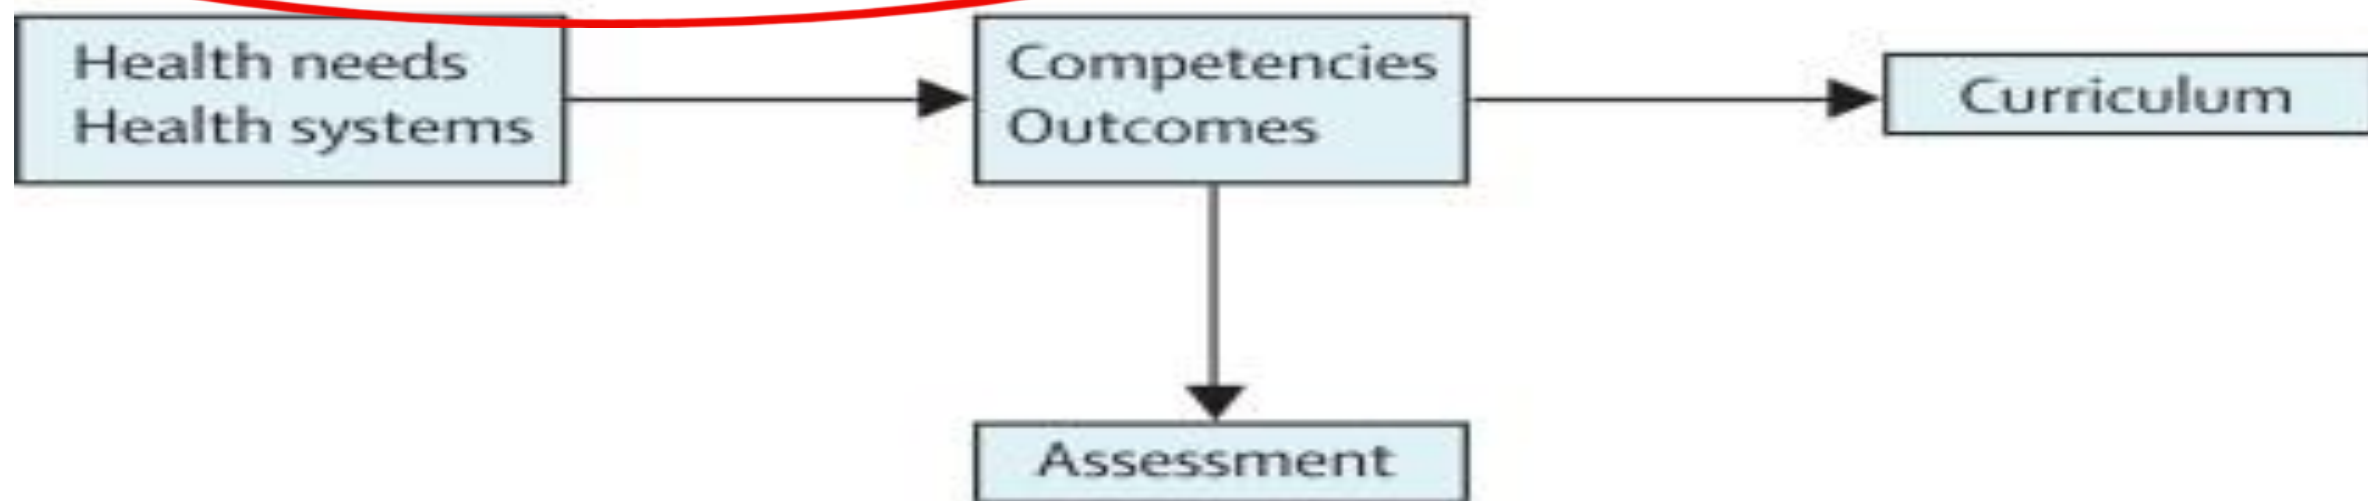 Health needs
Health systems
Competencies
Outcomes
Curriculum
Assessment